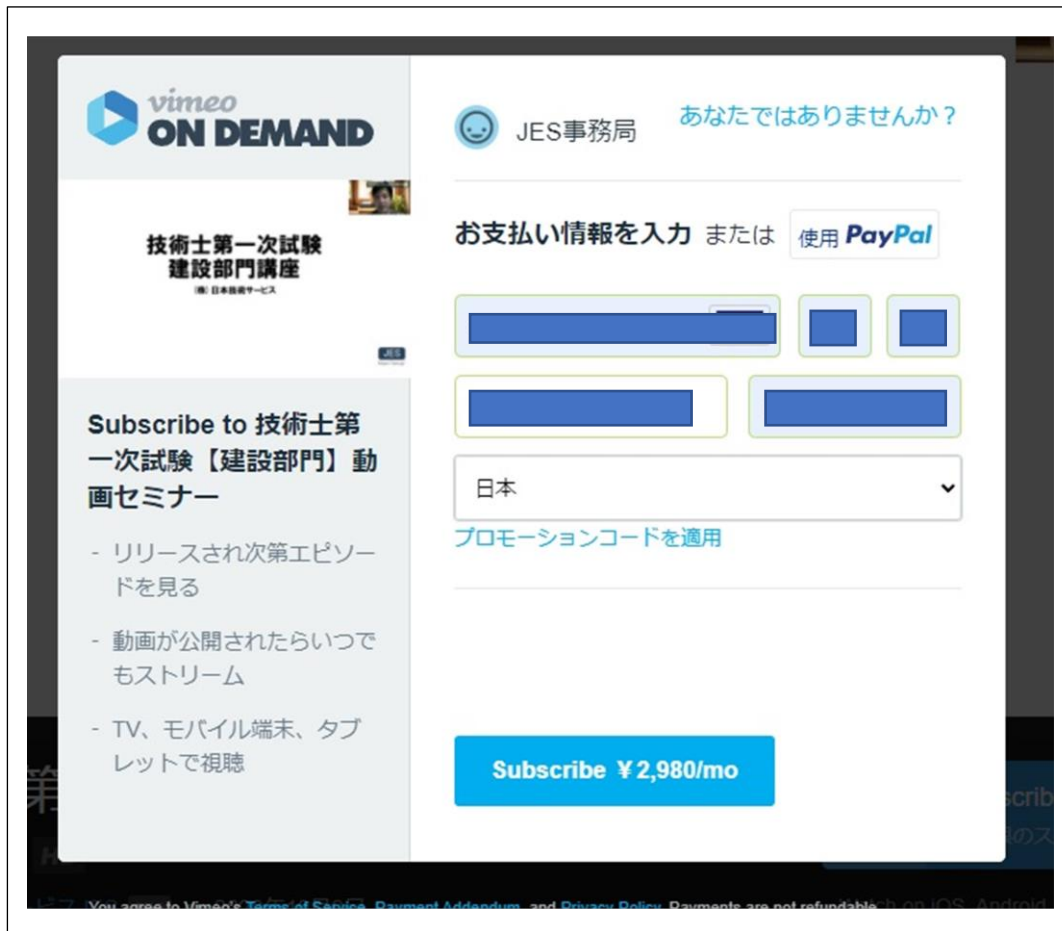 vimeo
ON DEMAND
技術士第一次試験
建設部門講座
(株)日本技術サービス
JES
Subscribe to 技術士第
一次試験【建設部門】動
画セミナー
- リリースされ次第エピソー
ドを見る
- 動画が公開されたらいつで
もストリーム
- TV、モバイル端末、タブ
レットで視聴
JES事務局
あなたではありませんか？
お支払い情報を入力 または 使用 PayPal
日本
プロモーションコードを適用
Subscribe ¥2,980/mo
第
You agree to Vimeo's Terms of Service, Payment Addendum, and Privacy Policy. Payments are not refundable.